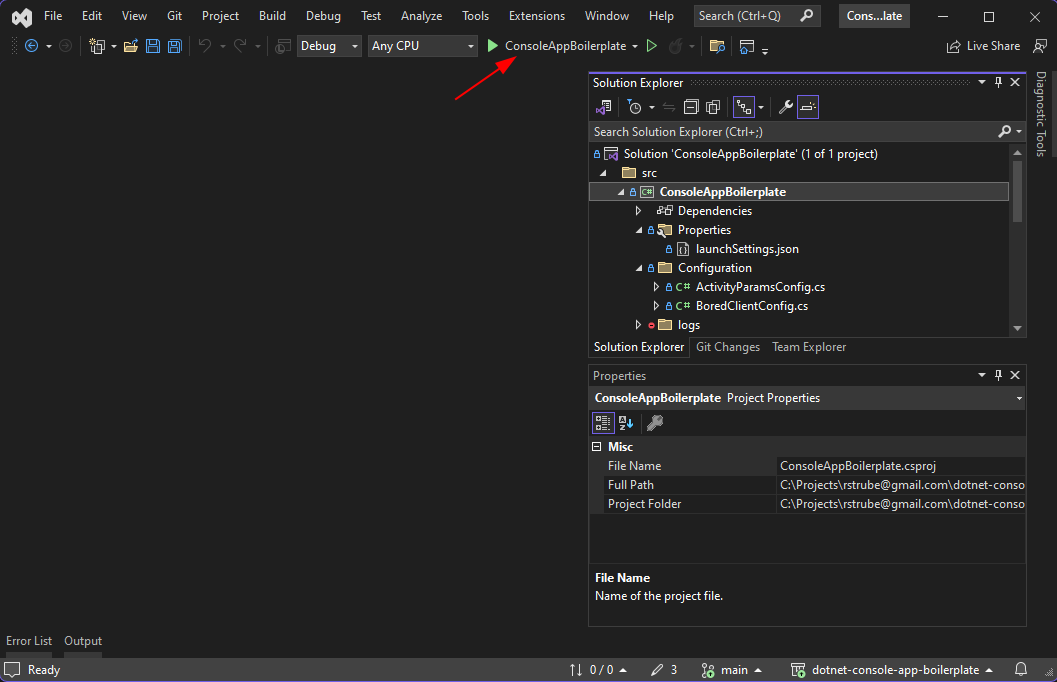 File Edit View Git Project Build Debug Test Analyze Tools Extensions Window Help Search (Ctrl+Q) Cons...late
Debug Any CPU ConsoleAppBoilerplate Live Share
Diagnostic Tools
Solution Explorer
Search Solution Explorer (Ctrl+;)
Solution 'ConsoleAppBoilerplate' (1 of 1 project)
src
C# ConsoleAppBoilerplate
Dependencies
Properties
launchSettings.json
Configuration
C# ActivityParamsConfig.cs
C# BoredClientConfig.cs
logs
Solution Explorer Git Changes Team Explorer
Properties
ConsoleAppBoilerplate Project Properties
Misc
File Name ConsoleAppBoilerplate.csproj
Full Path C:\Projects\rstrube@gmail.com\dotnet-conso
Project Folder C:\Projects\rstrube@gmail.com\dotnet-conso
File Name
Name of the project file.
Error List Output
Ready 0 / 0 3 main dotnet-console-app-boilerplate